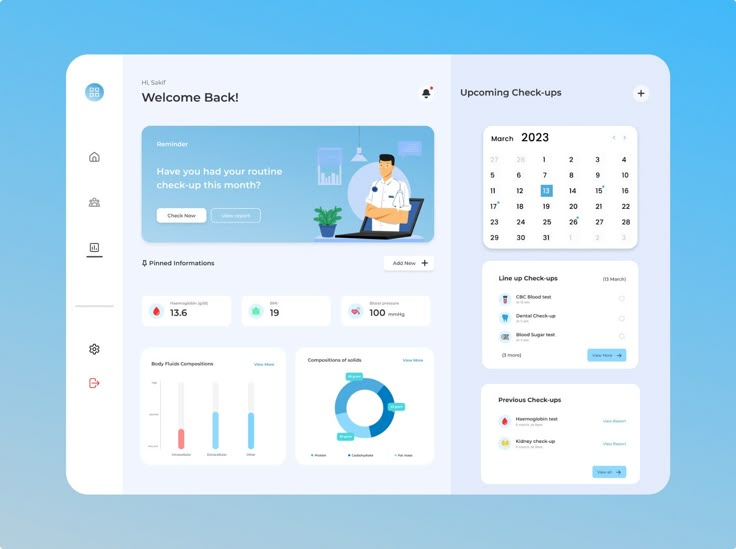 Hi, Sakif
Welcome Back!
Reminder
Have you had your routine
check-up this month?
Check Now
View report
Pinned Informations
Add New +
Haemoglobin (g/dl)
13.6
BMI
19
Blood pressure
100 mmHg
Body Fluids Compositions
View More
Intracellular
Extracellular
Other
Compositions of solids
View More
Protein
Carbohydrate
Fat mass
Upcoming Check-ups
+
March 2023
27 28 1 2 3 4
5 6 7 8 9 10
11 12 13 14 15 16
17 18 19 20 21 22
23 24 25 26 27 28
29 30 31 1 2 3
Line up Check-ups
(13 March)
CBC Blood test
Dental Check-up
Blood Sugar test
(3 more)
View More
Previous Check-ups
Haemoglobin test
View Report
Kidney check-up
View Report
View all